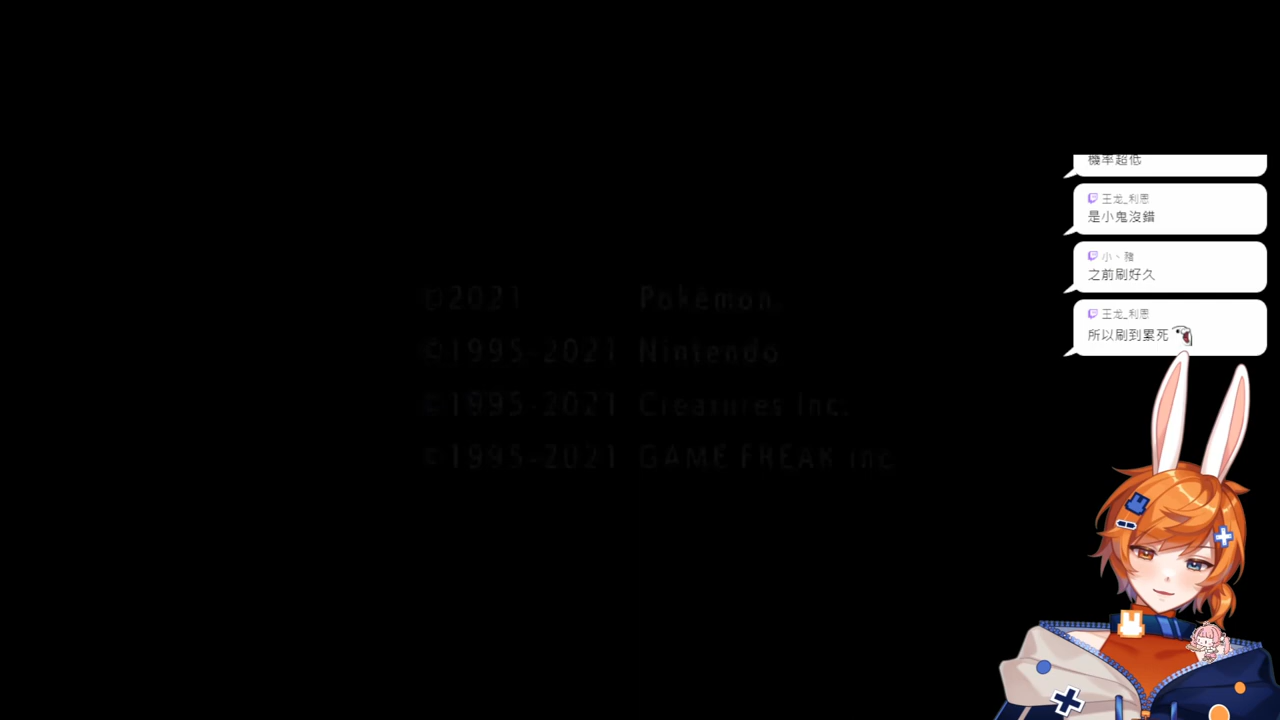 ©2021 Pokémon.
©1995-2021 Nintendo
©1995-2021 Creatures Inc.
©1995-2021 GAME FREAK inc.
機率超低
王龙_利恩
是小鬼沒錯
小丶豬
之前刷好久
王龙_利恩
所以刷到累死